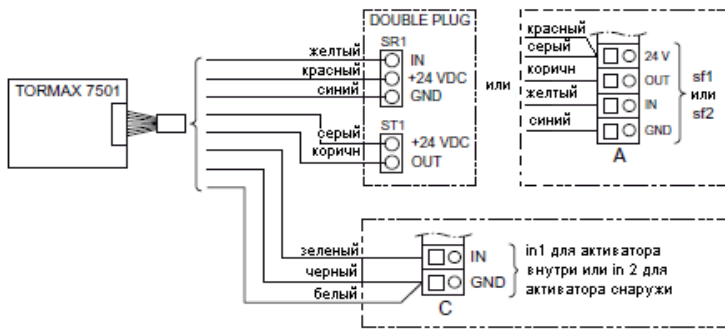 DOUBLE PLUG
SR1
желтый IN
красный +24 VDC
синий GND
TORMAX 7501
ST1
серый +24 VDC
коричн OUT
или
красный
серый 24 V
коричн OUT
желтый IN
синий GND
A
sf1
или
sf2
зеленый IN
черный GND
белый
C
in1 для активатора
внутри или in 2 для
активатора снаружи